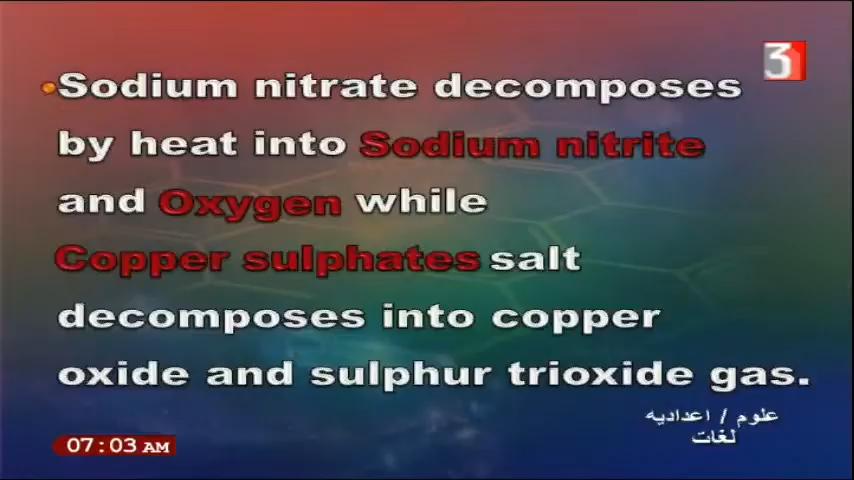 3
Sodium nitrate decomposes
by heat into Sodium nitrite
and Oxygen while
Copper sulphates salt
decomposes into copper
oxide and sulphur trioxide gas.
علوم / اعداديه
لغات
07:03 AM